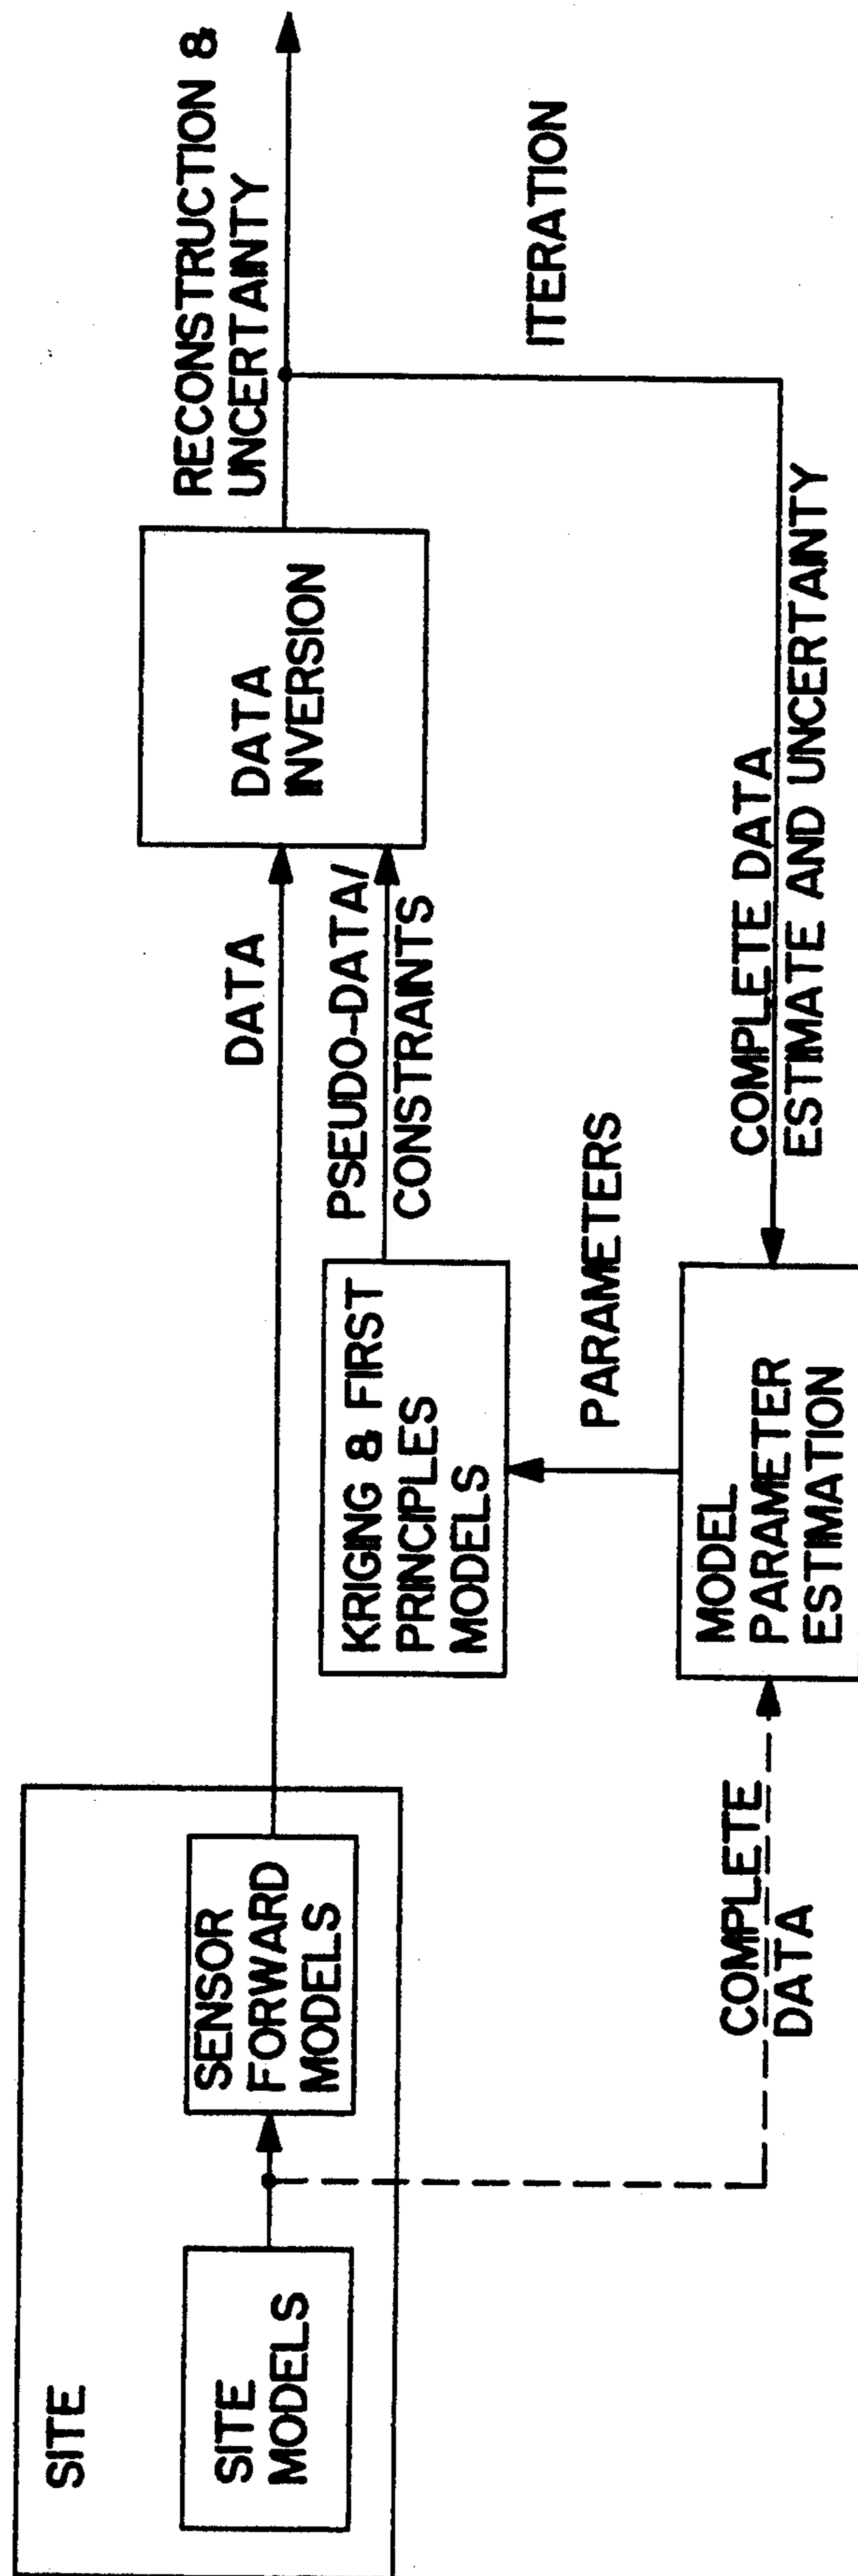 SITE
SITE
MODELS
SENSOR
FORWARD
MODELS
DATA
KRIGING & FIRST
PRINCIPLES
MODELS
PSEUDO-DATA/
CONSTRAINTS
DATA
INVERSION
RECONSTRUCTION &
UNCERTAINTY
ITERATION
COMPLETE
DATA
MODEL
PARAMETER
ESTIMATION
PARAMETERS
COMPLETE DATA
ESTIMATE AND UNCERTAINTY